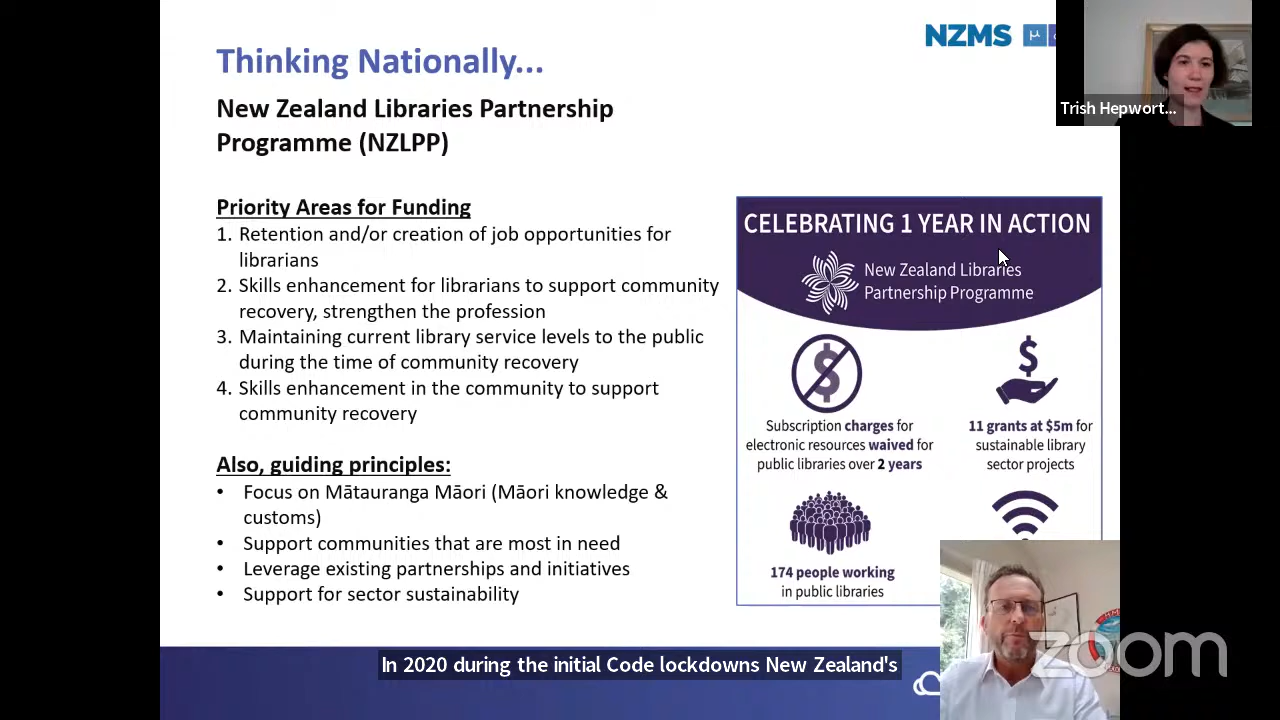 NZMS
Trish Hepwort...
Thinking Nationally...
New Zealand Libraries Partnership
Programme (NZLPP)
Priority Areas for Funding
1. Retention and/or creation of job opportunities for
librarians
2. Skills enhancement for librarians to support community
recovery, strengthen the profession
3. Maintaining current library service levels to the public
during the time of community recovery
4. Skills enhancement in the community to support
community recovery
Also, guiding principles:
• Focus on Mātauranga Māori (Māori knowledge &
customs)
• Support communities that are most in need
• Leverage existing partnerships and initiatives
• Support for sector sustainability
CELEBRATING 1 YEAR IN ACTION
New Zealand Libraries
Partnership Programme
Subscription charges for
electronic resources waived for
public libraries over 2 years
11 grants at $5m for
sustainable library
sector projects
174 people working
in public libraries
In 2020 during the initial Code lockdowns New Zealand's
zoom